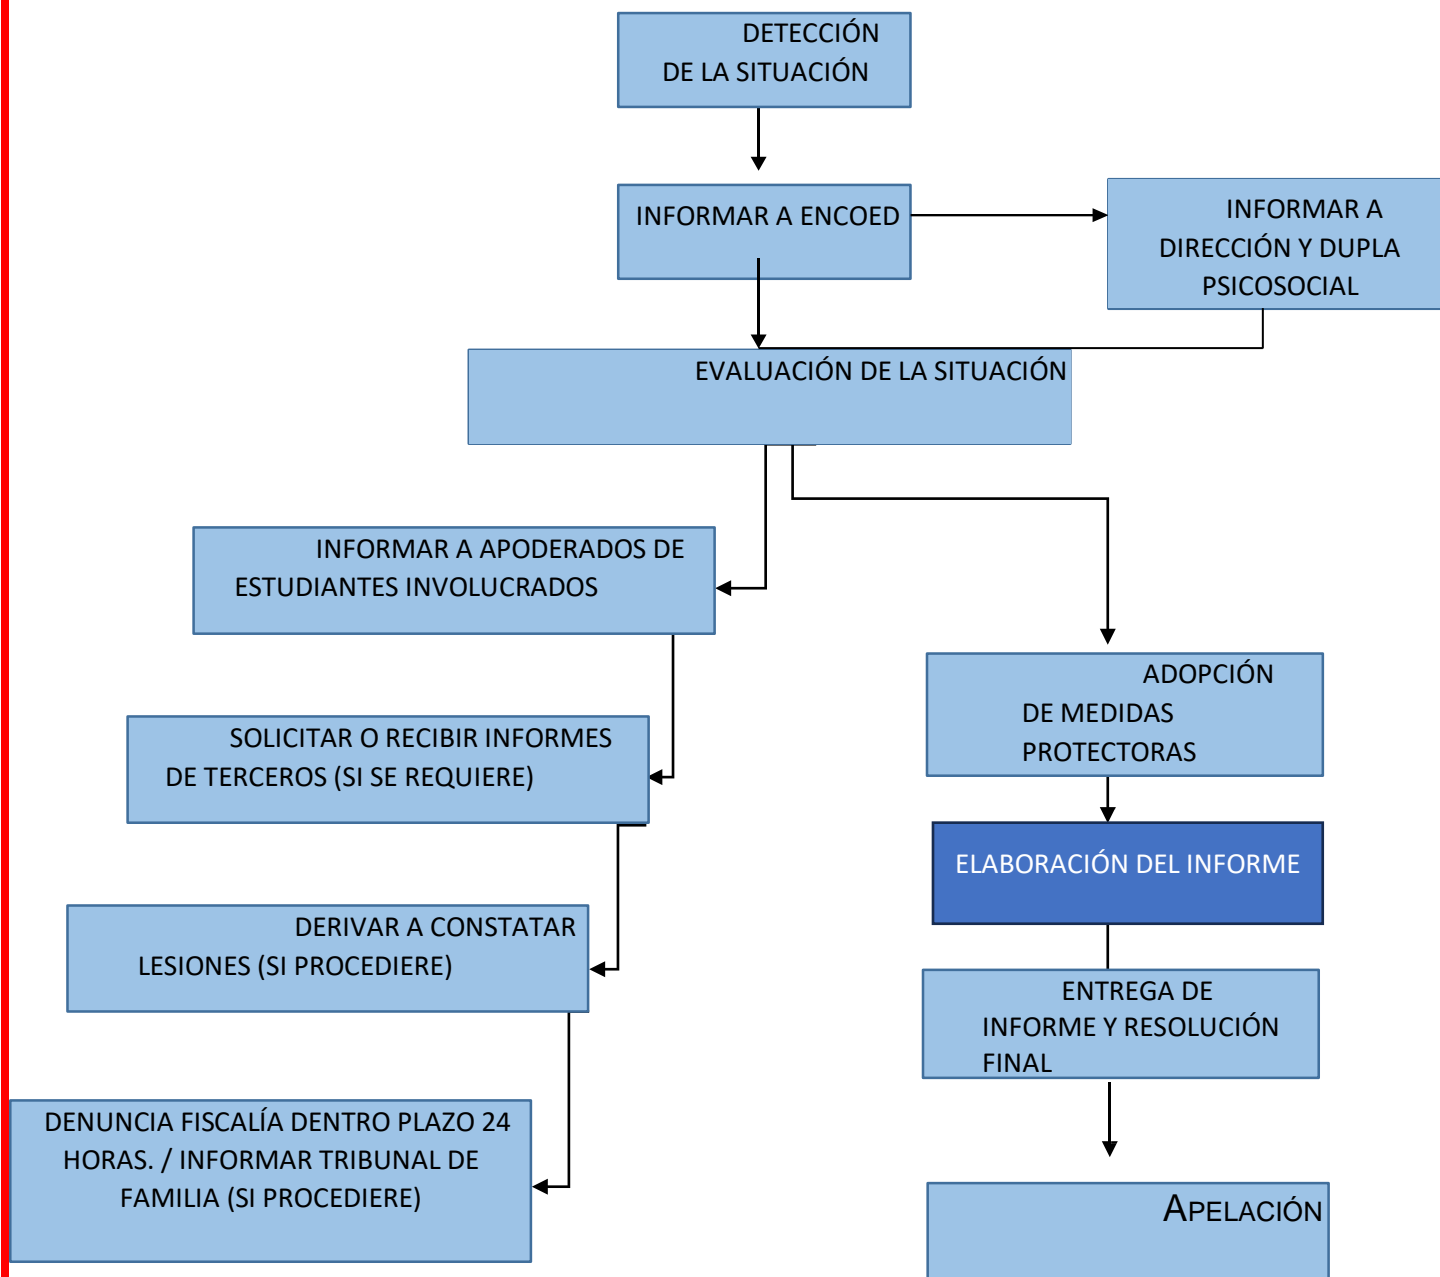 DETECCIÓN
DE LA SITUACIÓN
INFORMAR A ENCOED
INFORMAR A
DIRECCIÓN Y DUPLA
PSICOSOCIAL
EVALUACIÓN DE LA SITUACIÓN
INFORMAR A APODERADOS DE
ESTUDIANTES INVOLUCRADOS
SOLICITAR O RECIBIR INFORMES
DE TERCEROS (SI SE REQUIERE)
DERIVAR A CONSTATAR
LESIONES (SI PROCEDIERE)
DENUNCIA FISCALÍA DENTRO PLAZO 24
HORAS. / INFORMAR TRIBUNAL DE
FAMILIA (SI PROCEDIERE)
ADOPCIÓN
DE MEDIDAS
PROTECTORAS
ELABORACIÓN DEL INFORME
ENTREGA DE
INFORME Y RESOLUCIÓN
FINAL
APELACIÓN